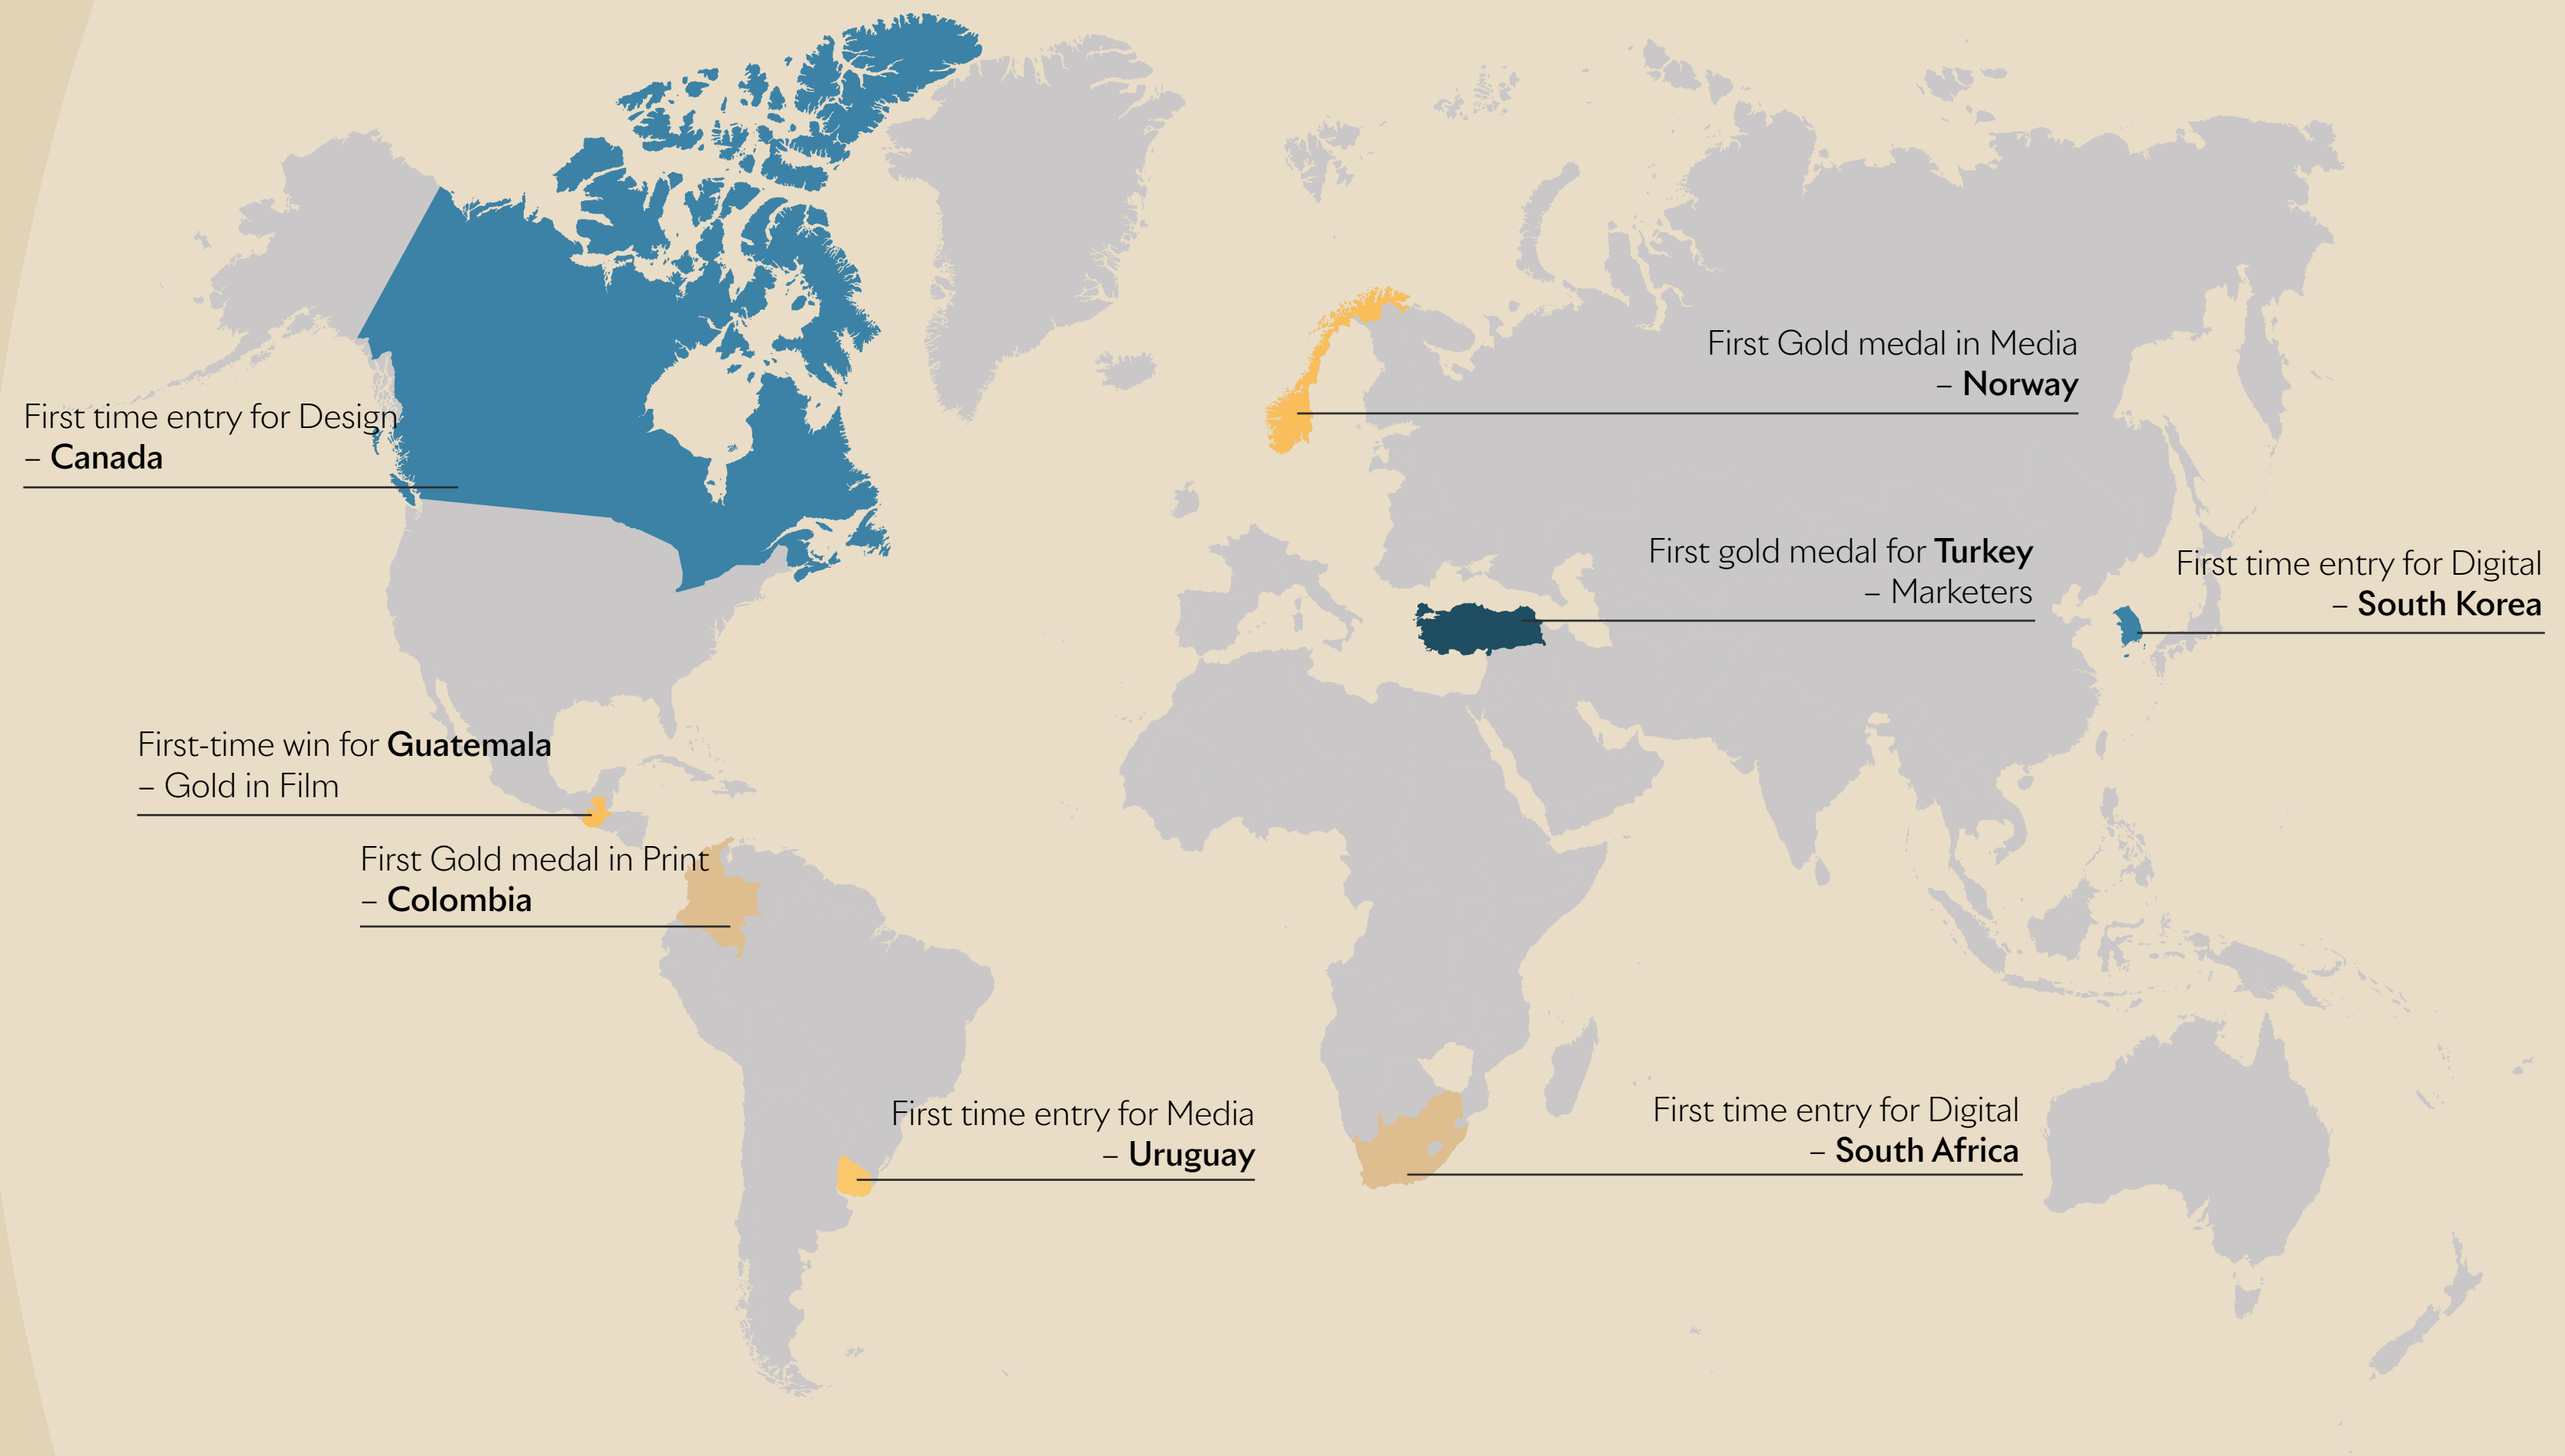 First Gold medal in Media
– Norway
First time entry for Design
– Canada
First gold medal for Turkey
– Marketers
First time entry for Digital
– South Korea
First-time win for Guatemala
– Gold in Film
First Gold medal in Print
– Colombia
First time entry for Media
– Uruguay
First time entry for Digital
– South Africa